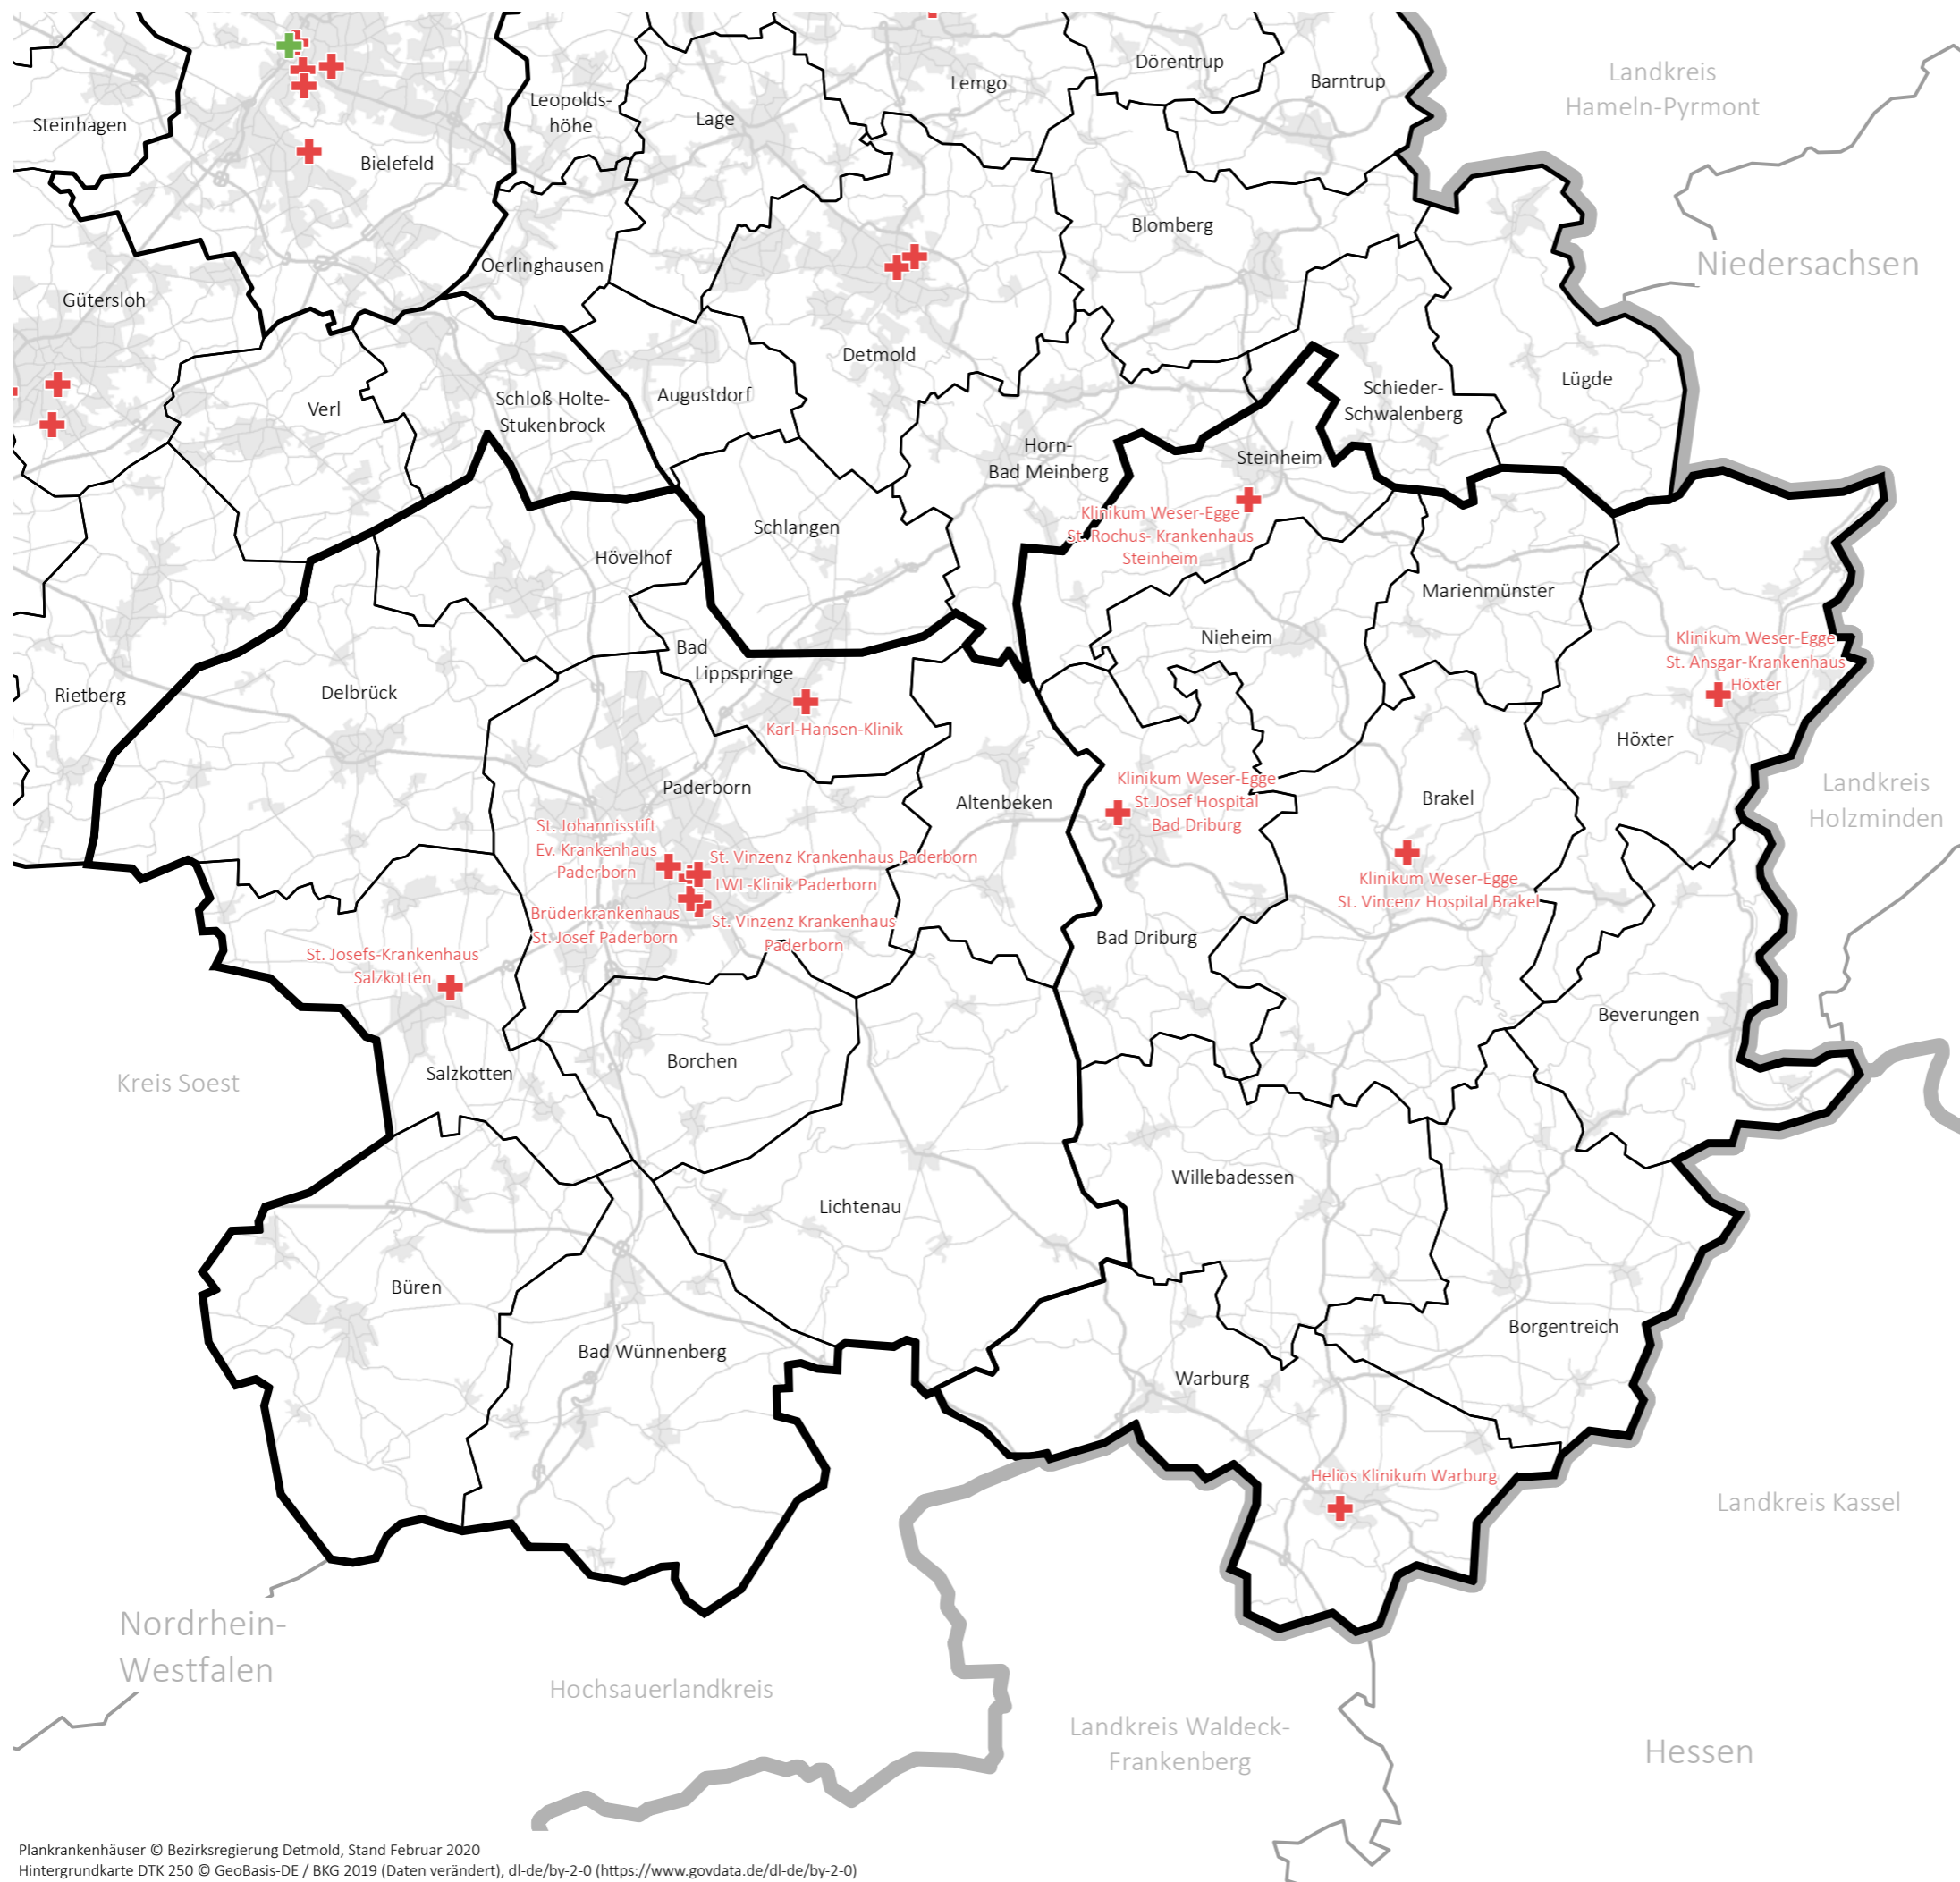 Landkreis
Hameln-Pyrmont
Dörentrup
Barntrup
Lemgo
Leopolds-
höhe
Lage
Steinhagen
Bielefeld
Blomberg
Niedersachsen
Oerlinghausen
Gütersloh
Detmold
Lügde
Schieder-
Schwalenberg
Augustdorf
Schloß Holte-
Stukenbrock
Verl
Horn-
Bad Meinberg
Steinheim
Klinikum Weser-Egge
St. Rochus- Krankenhaus
Steinheim
Schlangen
Hövelhof
Marienmünster
Nieheim
Klinikum Weser-Egge
St. Ansgar-Krankenhaus
Höxter
Bad
Lippspringe
Rietberg
Delbrück
Karl-Hansen-Klinik
Höxter
Paderborn
Altenbeken
Klinikum Weser-Egge
St.Josef Hospital
Bad Driburg
Brakel
Landkreis
Holzminden
St. Johannisstift
Ev. Krankenhaus
Paderborn
St. Vinzenz Krankenhaus Paderborn
LWL-Klinik Paderborn
Klinikum Weser-Egge
St. Vincenz Hospital Brakel
Brüderkrankenhaus
St. Josef Paderborn
St. Vinzenz Krankenhaus
Paderborn
Bad Driburg
St. Josefs-Krankenhaus
Salzkotten
Beverungen
Borchen
Salzkotten
Kreis Soest
Willebadessen
Lichtenau
Büren
Borgentreich
Bad Wünnenberg
Warburg
Helios Klinikum Warburg
Landkreis Kassel
Nordrhein-
Westfalen
Hochsauerlandkreis
Landkreis Waldeck-
Frankenberg
Hessen
Plankrankenhäuser © Bezirksregierung Detmold, Stand Februar 2020
Hintergrundkarte DTK 250 © GeoBasis-DE / BKG 2019 (Daten verändert), dl-de/by-2-0 (https://www.govdata.de/dl-de/by-2-0)